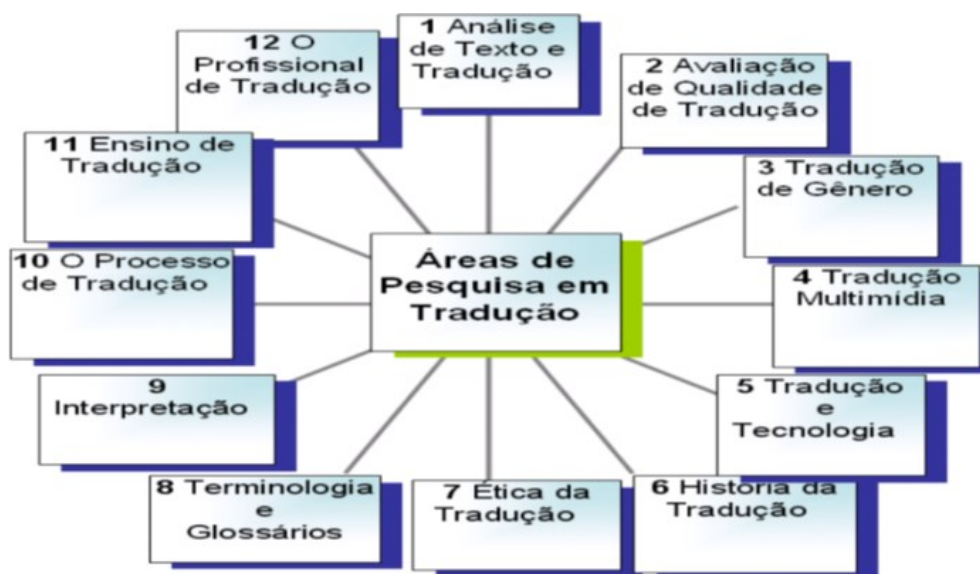 Áreas de
Pesquisa em
Tradução
1 Análise
de Texto e
Tradução
2 Avaliação
de Qualidade
de Tradução
3 Tradução
de Gênero
4 Tradução
Multimídia
5 Tradução
e
Tecnologia
6 História da
Tradução
7 Ética da
Tradução
8 Terminologia
e
Glossários
9
Interpretação
10 O Processo
de Tradução
11 Ensino de
Tradução
12 O
Profissional
de Tradução